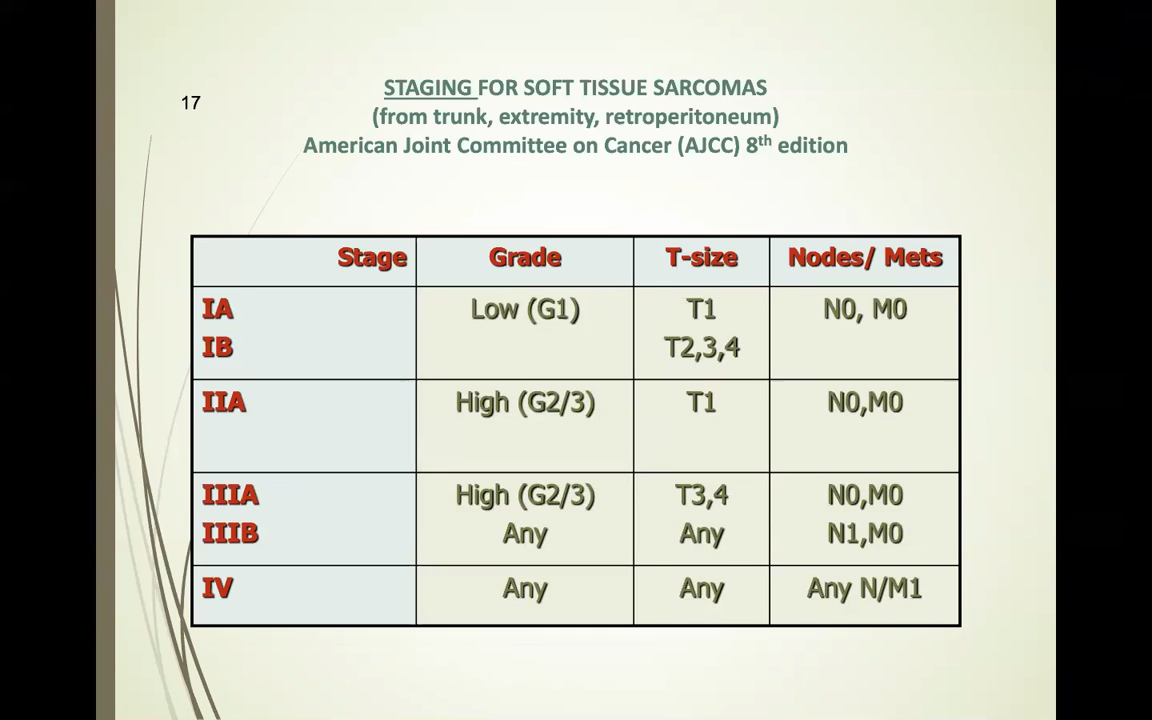 17
STAGING FOR SOFT TISSUE SARCOMAS
(from trunk, extremity, retroperitoneum)
American Joint Committee on Cancer (AJCC) 8th edition
Stage Grade T-size Nodes/ Mets
IA Low (G1) T1 N0, M0
IB T2,3,4
IIA High (G2/3) T1 N0,M0
IIIA High (G2/3) T3,4 N0,M0
IIIB Any Any N1,M0
IV Any Any Any N/M1